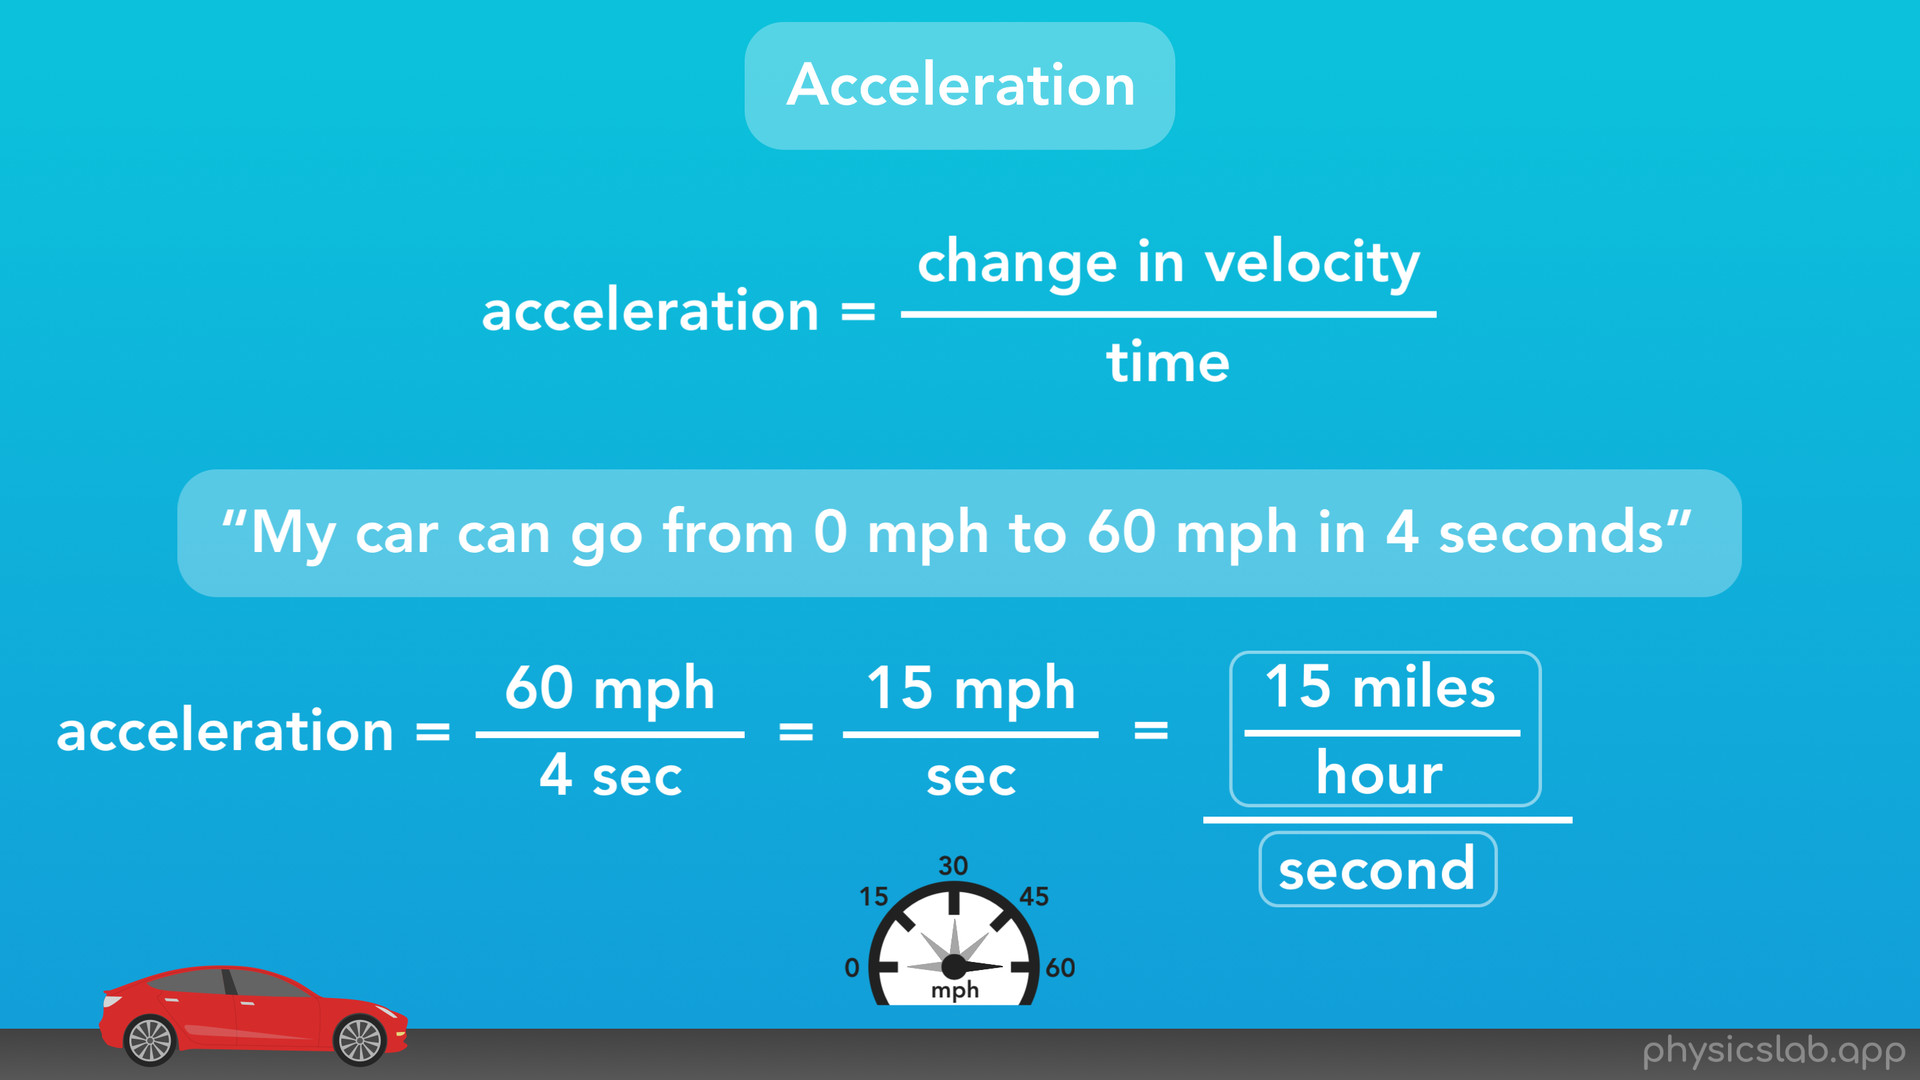 Acceleration
change in velocity
acceleration =
time
“My car can go from 0 mph to 60 mph in 4 seconds”
acceleration = 60 mph = 15 mph = 15 miles
4 sec sec hour
second
30
15 45
0 60
mph
physicslab.app